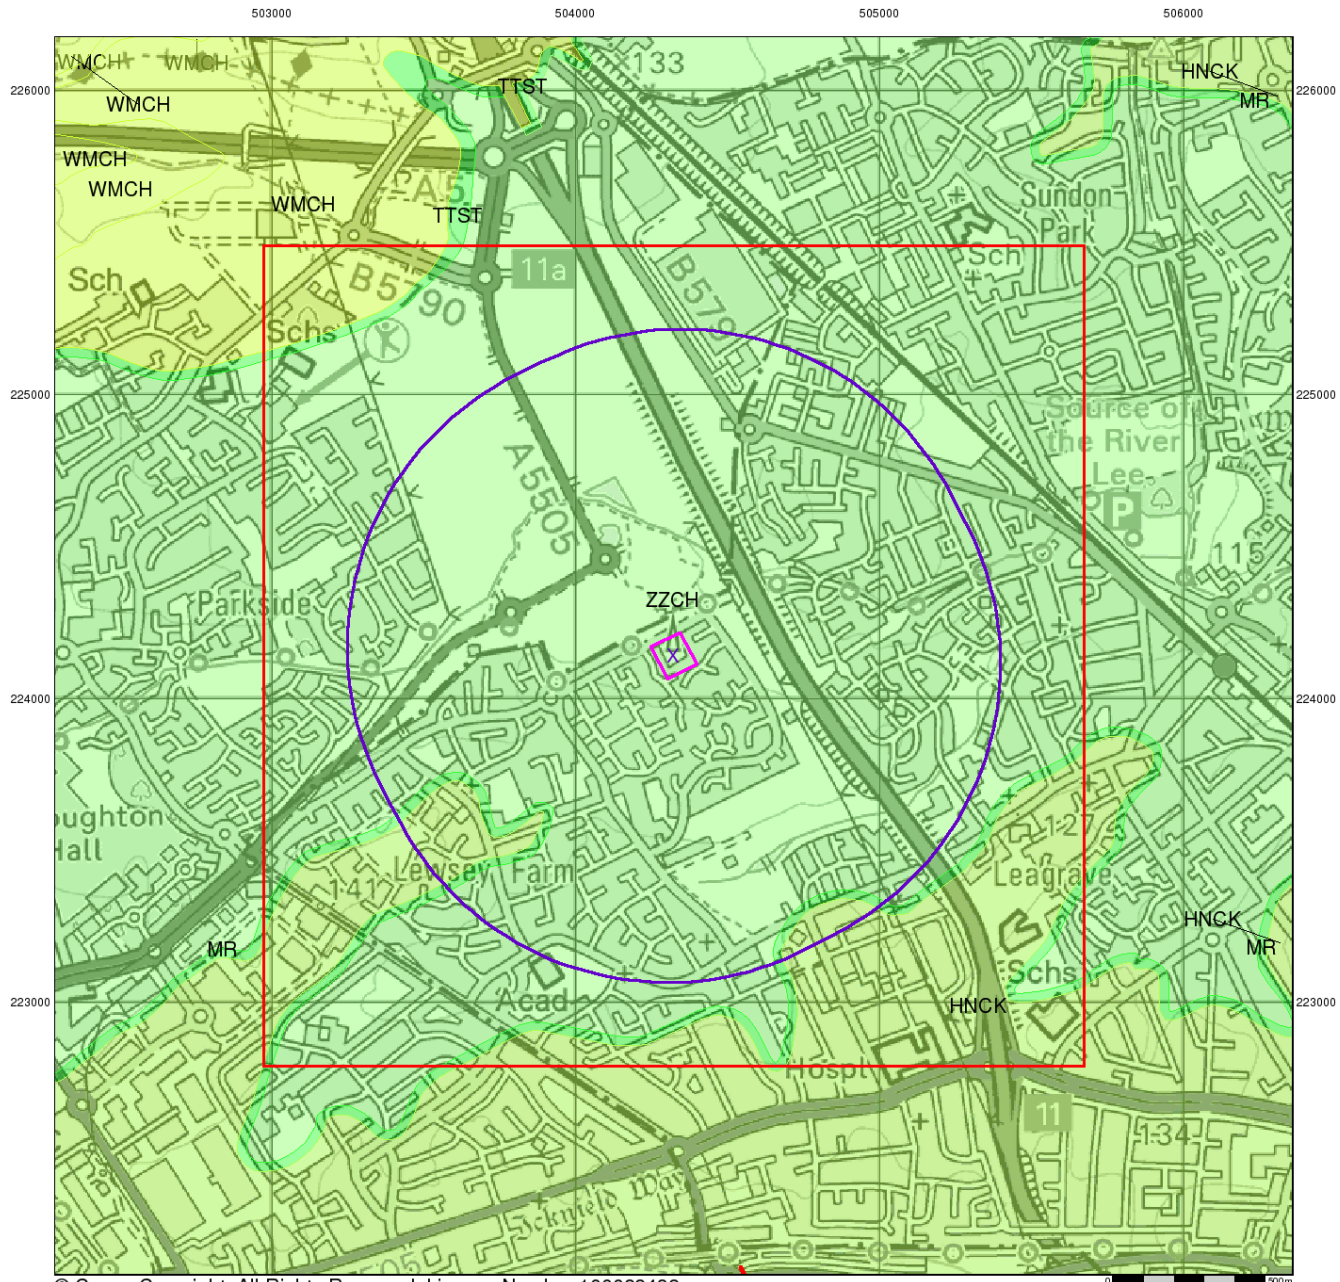 503000
504000
505000
506000
WMCH
WMCH
TTST
133
HNCK
226000
226000
WMCH
MR
WMCH
A5
WMCH
WMCH
TTST
Sundon
Park
Sch
11a
Sch
B5790
B579
Schs
225000
225000
Source of
the River
Lee
P
A5505
115
Parkside
ZZCH
224000
224000
oughton
Hall
127
Lewsey Farm
141
Leagrave
HNCK
MR
MR
Schs
Acad
HNCK
223000
223000
Hospl
11
134
Icknield Way
500m